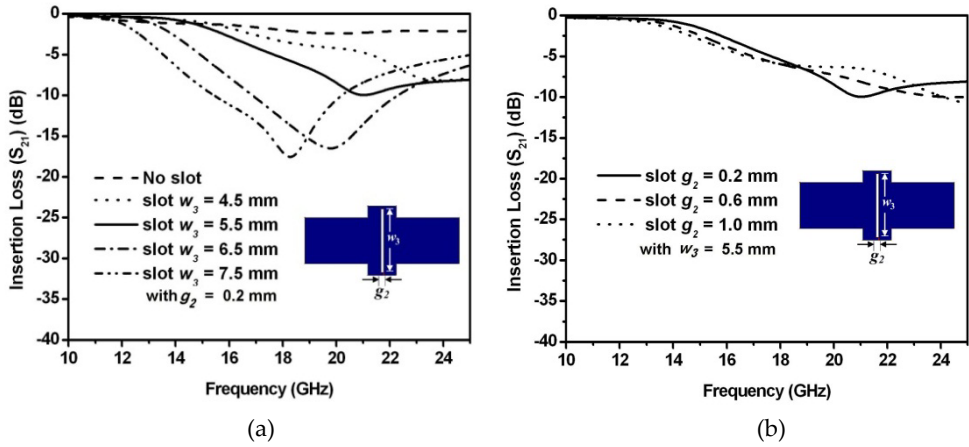 0
-5
-10
-15
-20
-25
-30
-35
-40
Insertion Loss (S21) (dB)
No slot
slot w3 = 4.5 mm
slot w3 = 5.5 mm
slot w3 = 6.5 mm
slot w3 = 7.5 mm
with g2 = 0.2 mm
w3
g2
10 12 14 16 18 20 22 24
Frequency (GHz)
(a)
0
-5
-10
-15
-20
-25
-30
-35
-40
Insertion Loss (S21) (dB)
slot g2 = 0.2 mm
slot g2 = 0.6 mm
slot g2 = 1.0 mm
with w3 = 5.5 mm
w3
g2
10 12 14 16 18 20 22 24
Frequency (GHz)
(b)